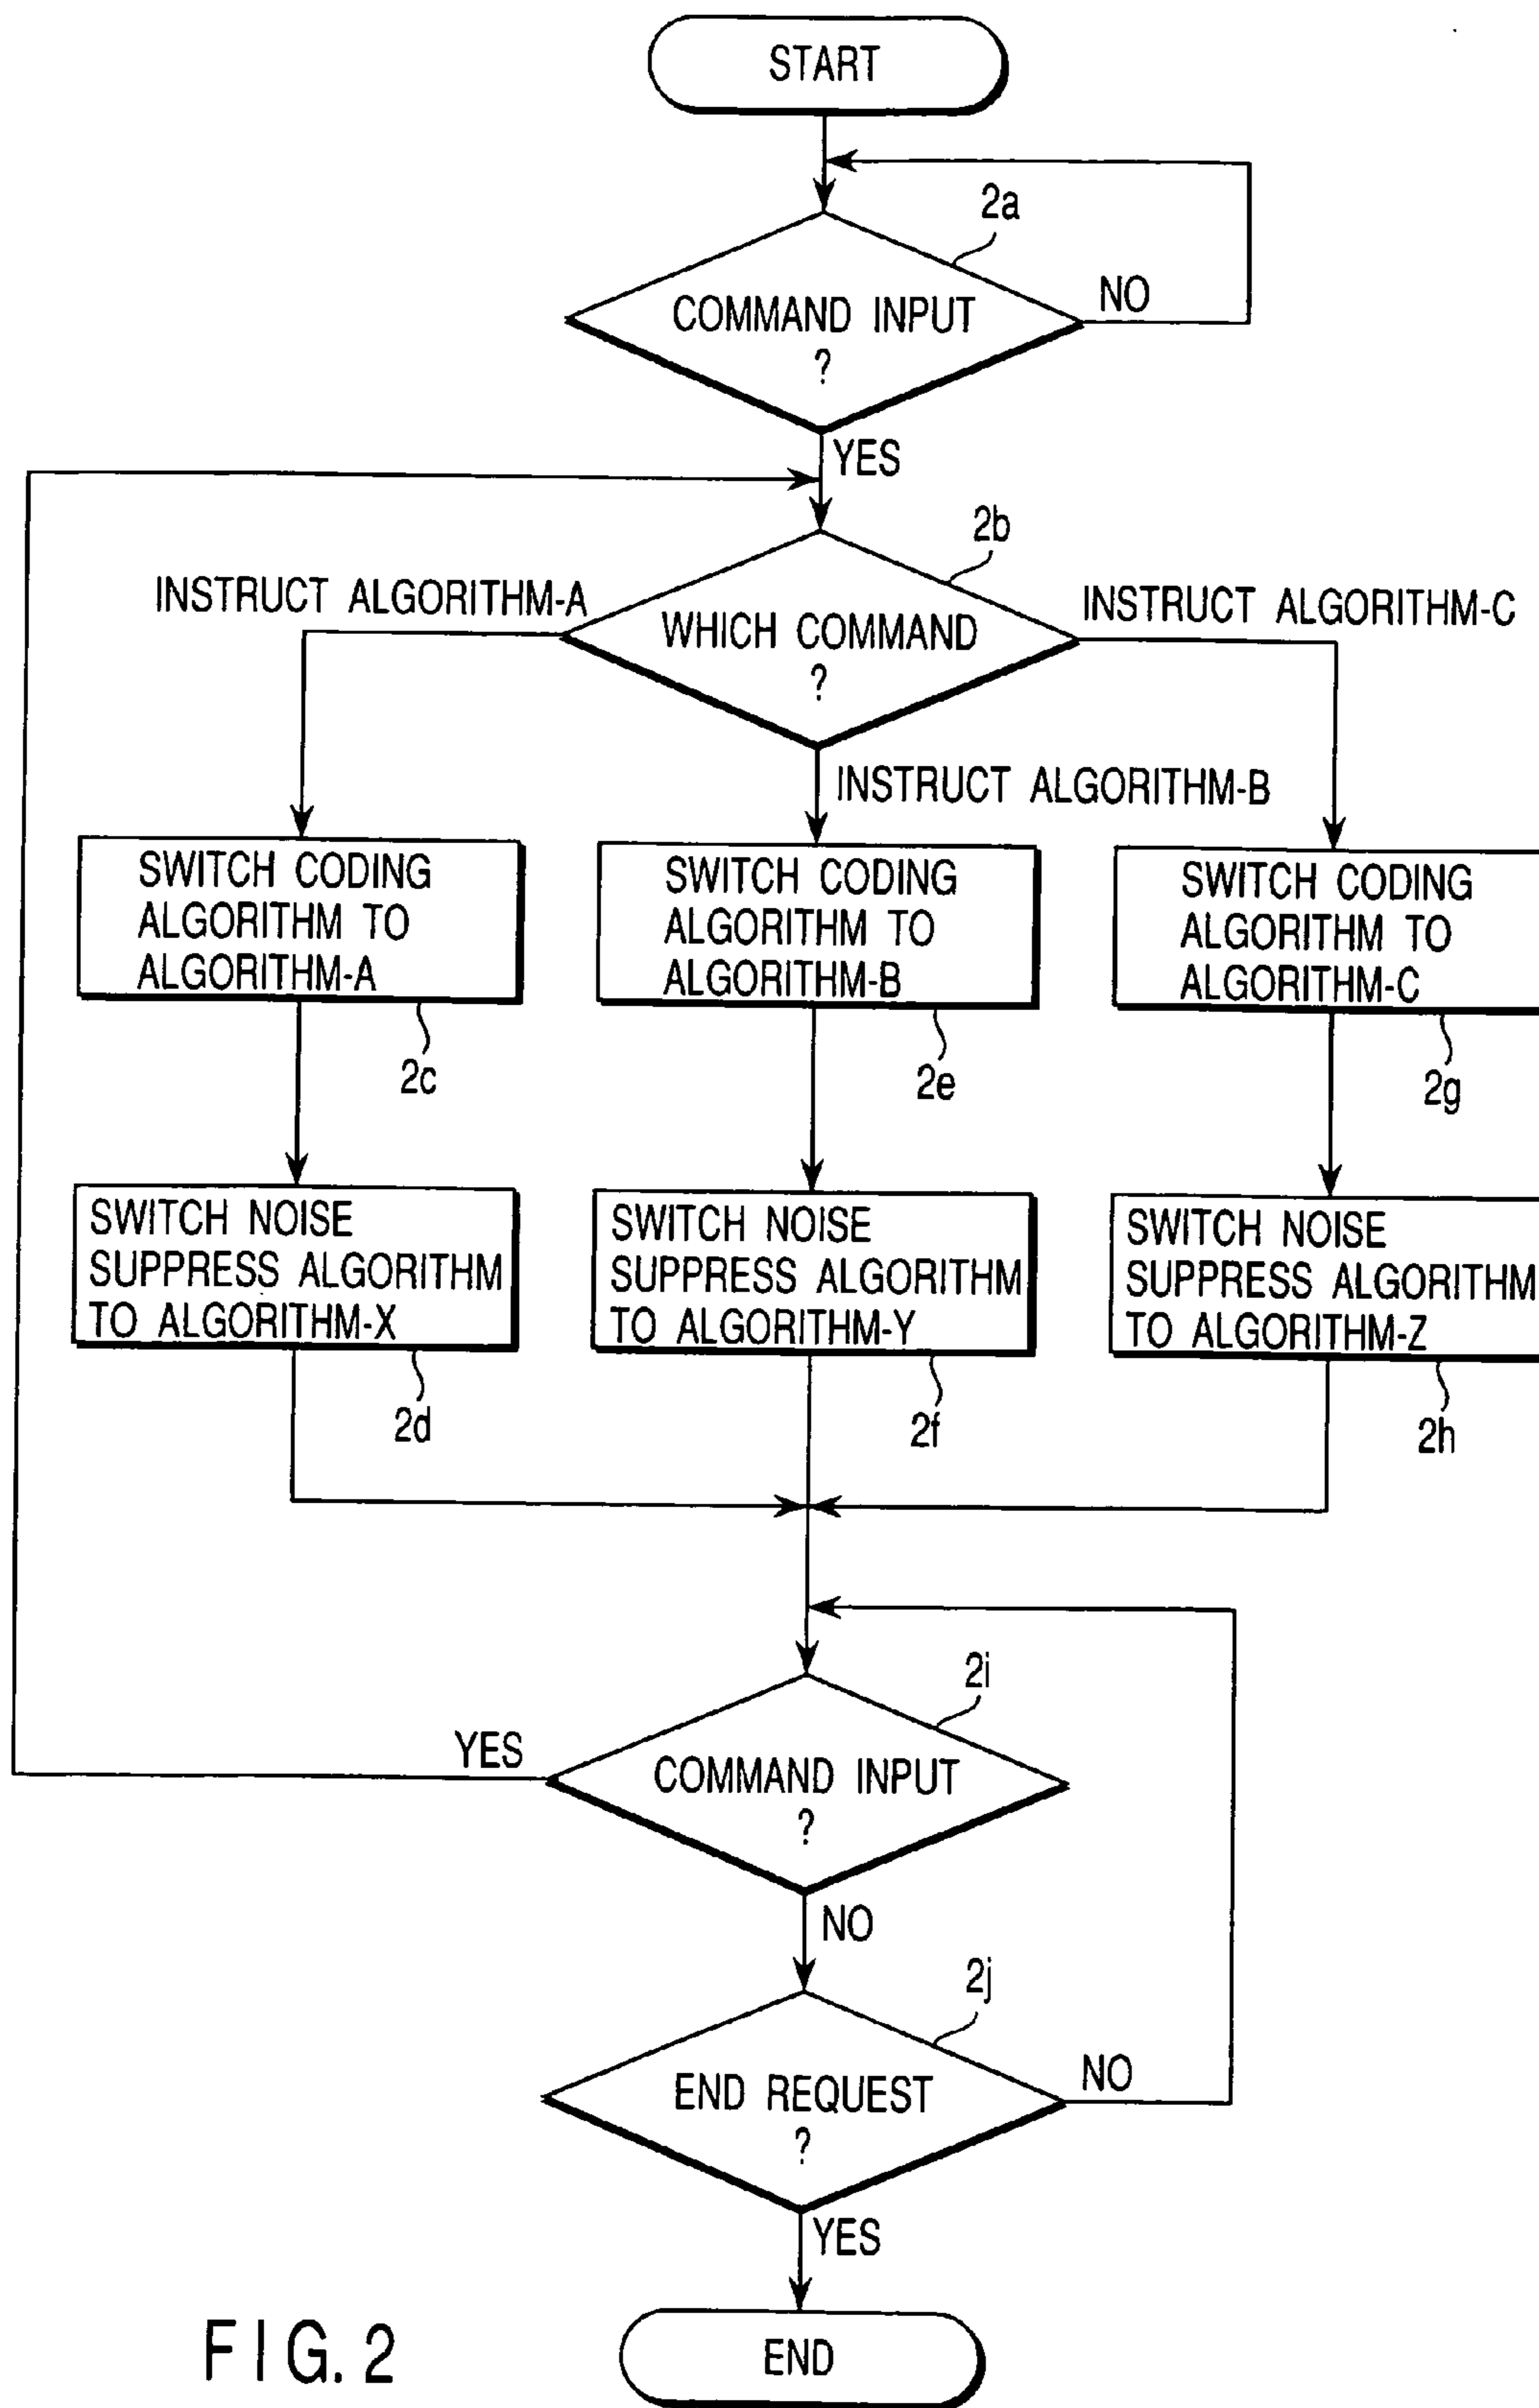 START
2a
COMMAND INPUT
?
NO
YES
2b
INSTRUCT ALGORITHM-A
WHICH COMMAND
?
INSTRUCT ALGORITHM-C
INSTRUCT ALGORITHM-B
SWITCH CODING
ALGORITHM TO
ALGORITHM-A
2c
SWITCH CODING
ALGORITHM TO
ALGORITHM-B
2e
SWITCH CODING
ALGORITHM TO
ALGORITHM-C
2g
SWITCH NOISE
SUPPRESS ALGORITHM
TO ALGORITHM-X
2d
SWITCH NOISE
SUPPRESS ALGORITHM
TO ALGORITHM-Y
2f
SWITCH NOISE
SUPPRESS ALGORITHM
TO ALGORITHM-Z
2h
2i
YES
COMMAND INPUT
?
NO
2j
END REQUEST
?
NO
YES
END
FIG. 2